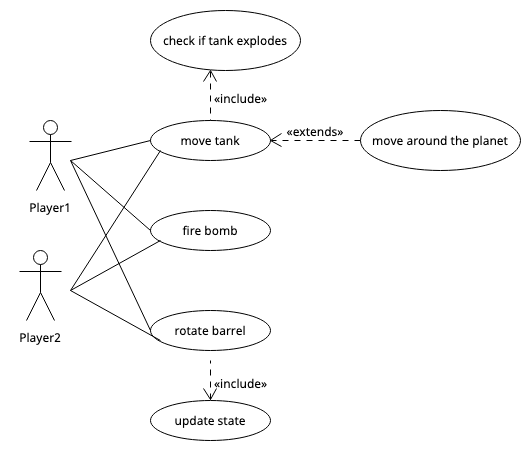 check if tank explodes
«include»
move tank
«extends»
move around the planet
Player1
fire bomb
Player2
rotate barrel
«include»
update state